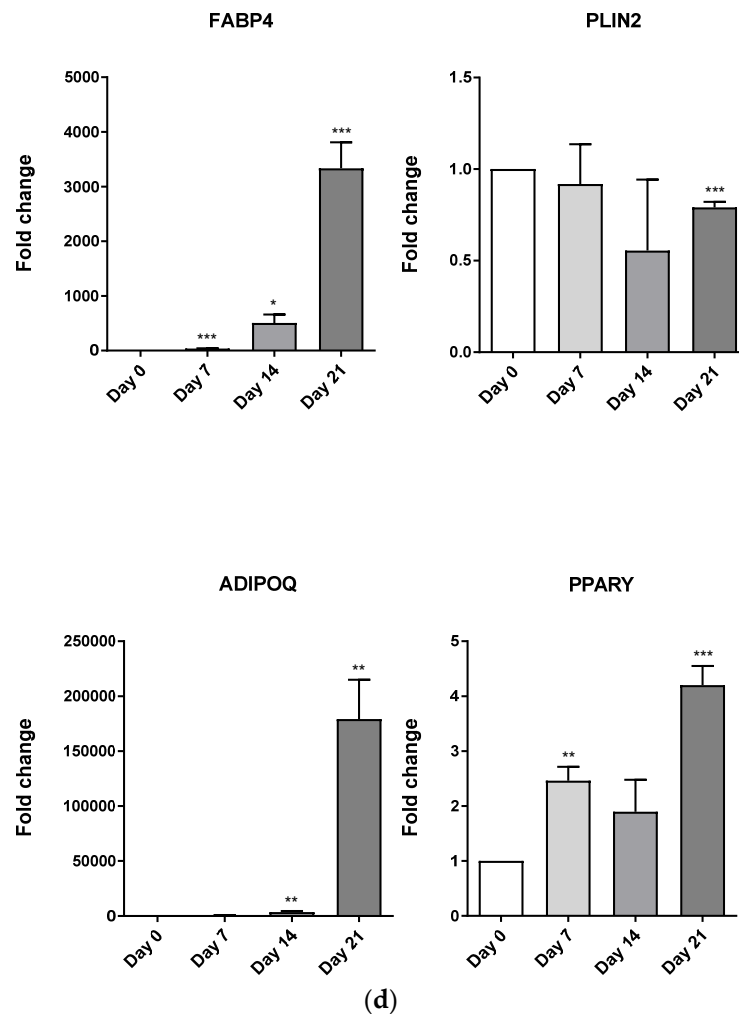 FABP4
5000
4000
3000
2000
1000
0
Fold change
***
*
***
Day 0
Day 7
Day 14
Day 21
PLIN2
1.5
1.0
0.5
0.0
Fold change
***
Day 0
Day 7
Day 14
Day 21
ADIPOQ
250000
200000
150000
100000
50000
0
Fold change
**
**
Day 0
Day 7
Day 14
Day 21
PPARY
5
4
3
2
1
0
Fold change
**
***
Day 0
Day 7
Day 14
Day 21
(d)